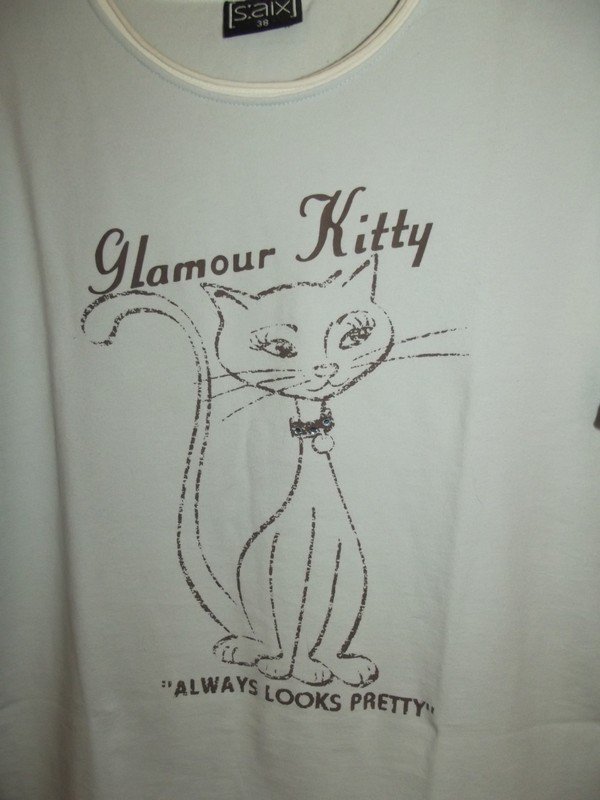 [s:aix]
38
Glamour Kitty
"ALWAYS LOOKS PRETTY"